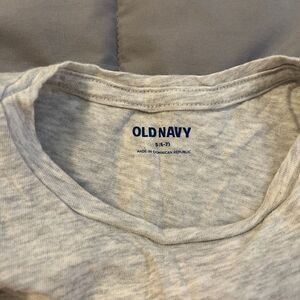 OLD NAVY
S(6-7)
MADE IN DOMINICAN REPUBLIC